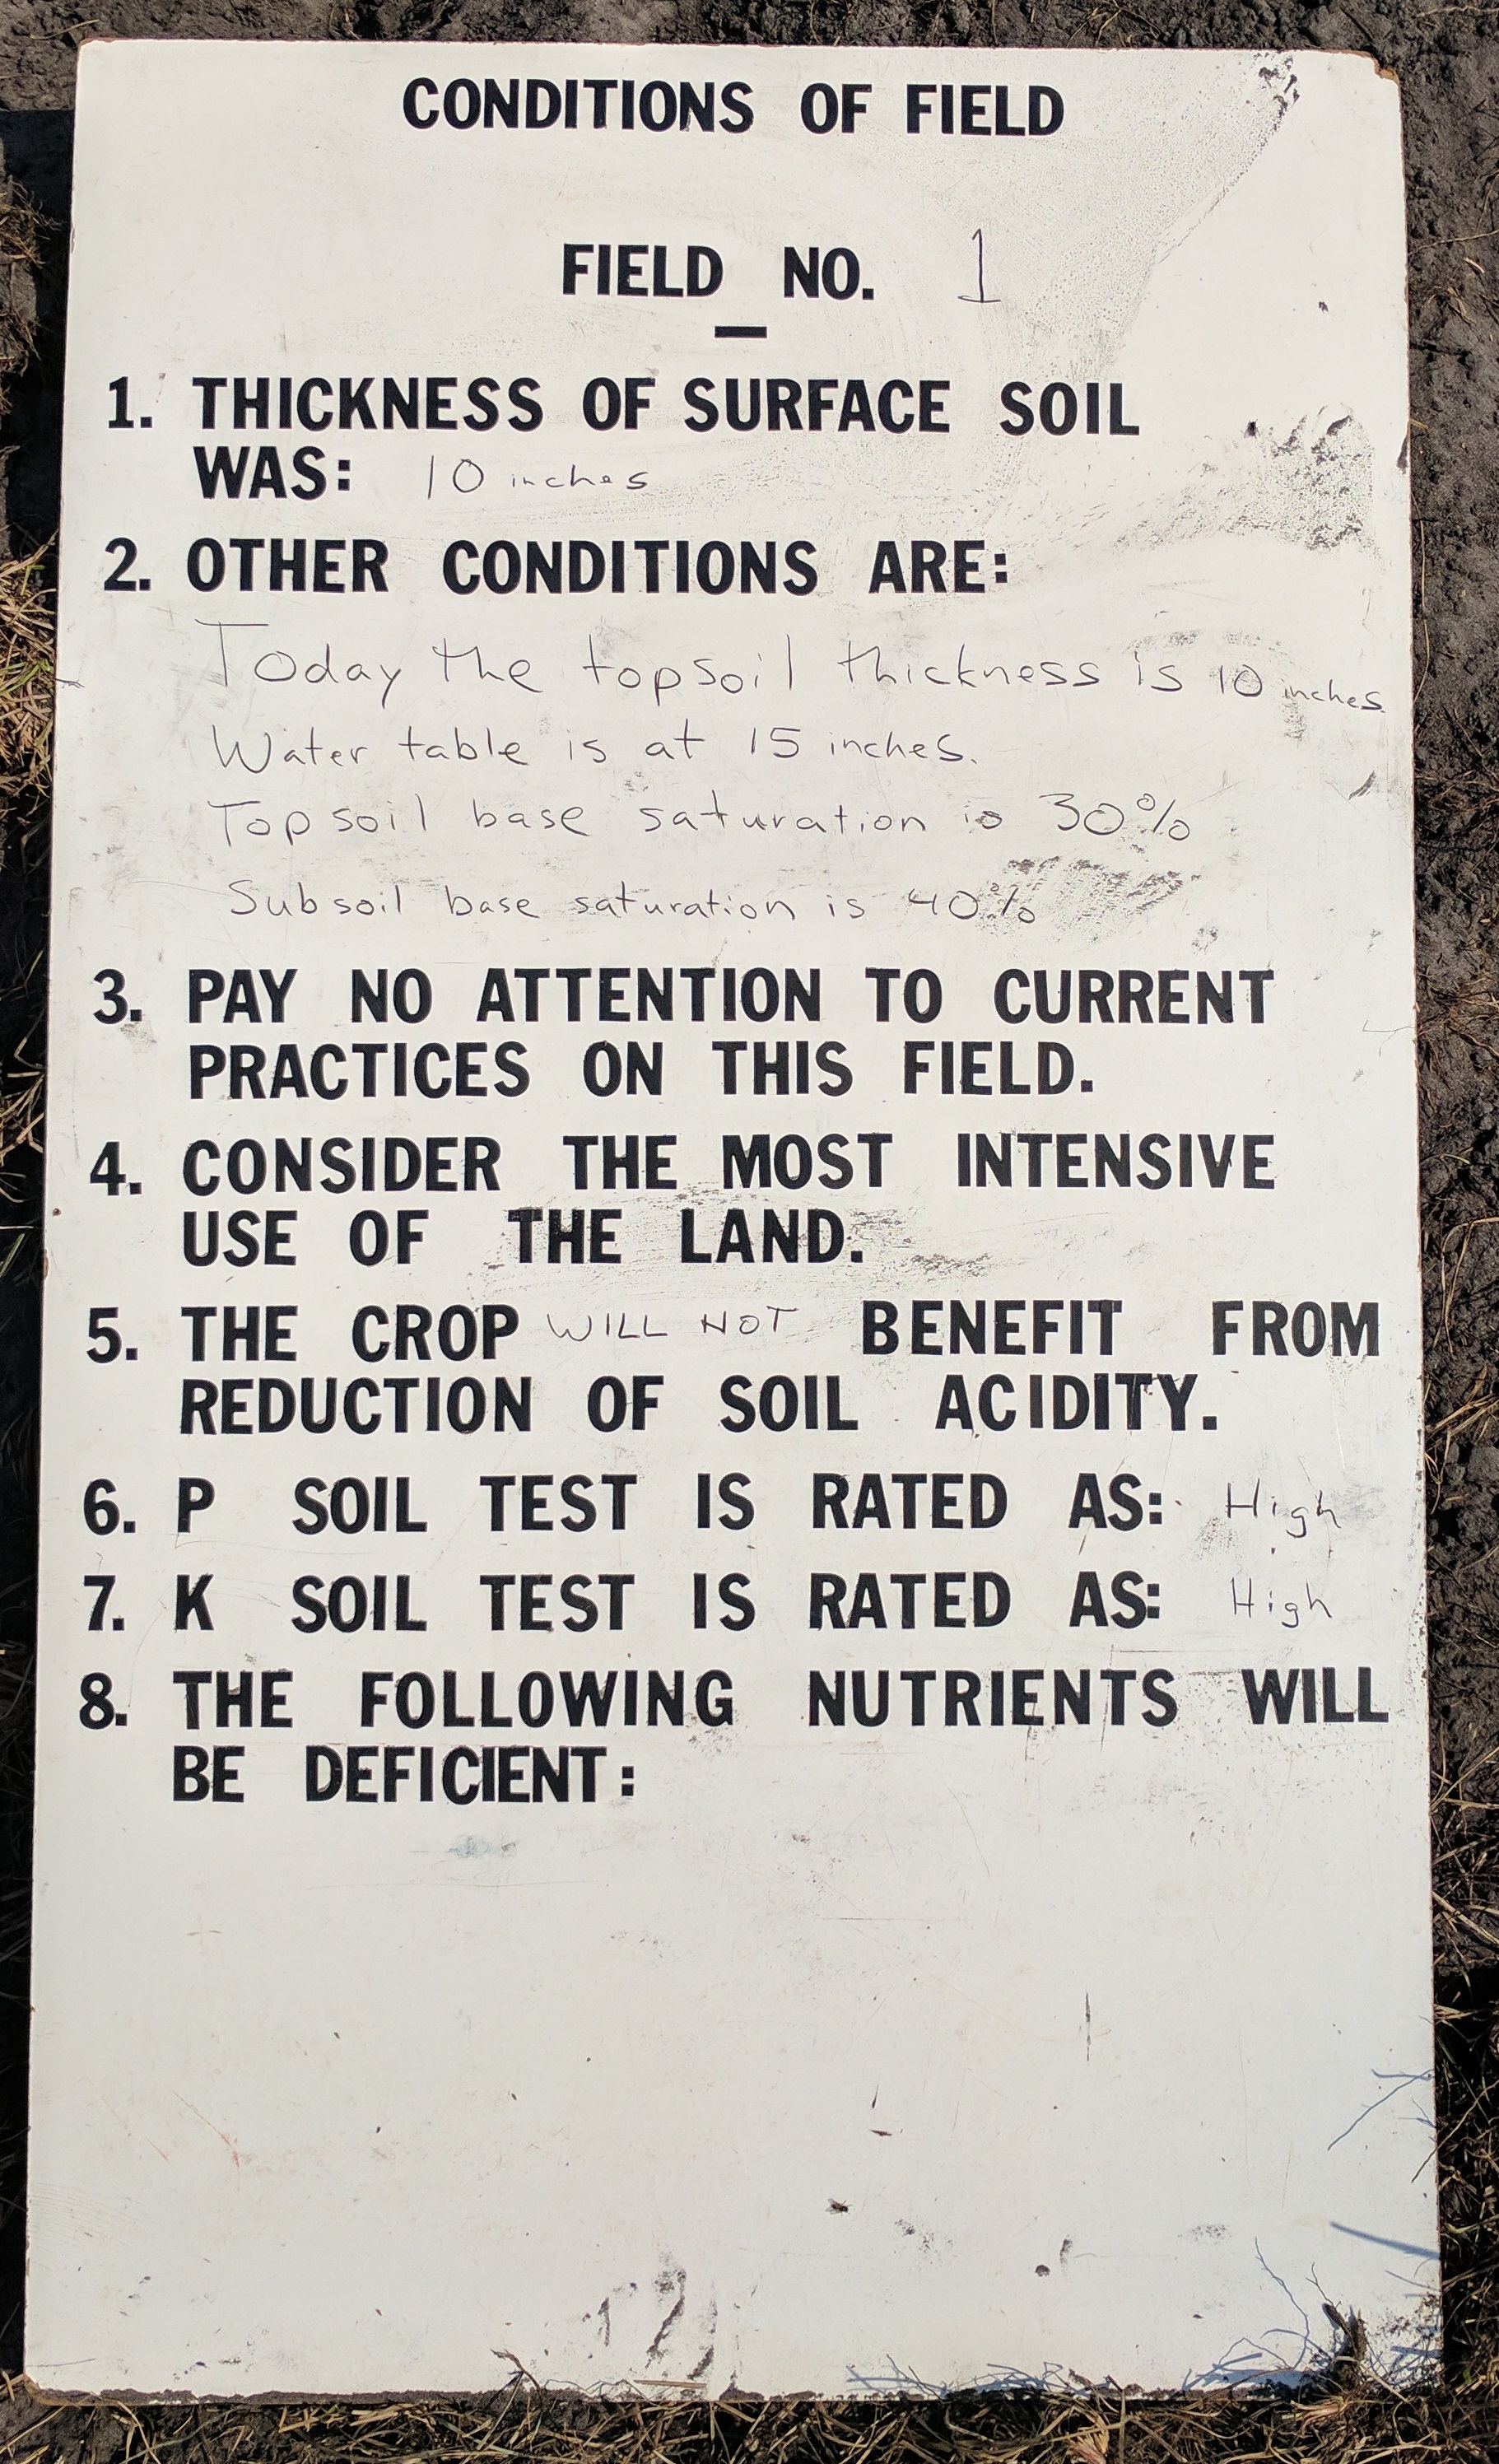 CONDITIONS OF FIELD
FIELD NO. 1
1. THICKNESS OF SURFACE SOIL
WAS: 10 inches
2. OTHER CONDITIONS ARE:
Today the topsoil thickness is 10 inches.
Water table is at 15 inches.
Topsoil base saturation is 30%
Subsoil base saturation is 40%
3. PAY NO ATTENTION TO CURRENT
PRACTICES ON THIS FIELD.
4. CONSIDER THE MOST INTENSIVE
USE OF THE LAND.
5. THE CROP WILL NOT BENEFIT FROM
REDUCTION OF SOIL ACIDITY.
6. P SOIL TEST IS RATED AS: High
7. K SOIL TEST IS RATED AS: High
8. THE FOLLOWING NUTRIENTS WILL
BE DEFICIENT: